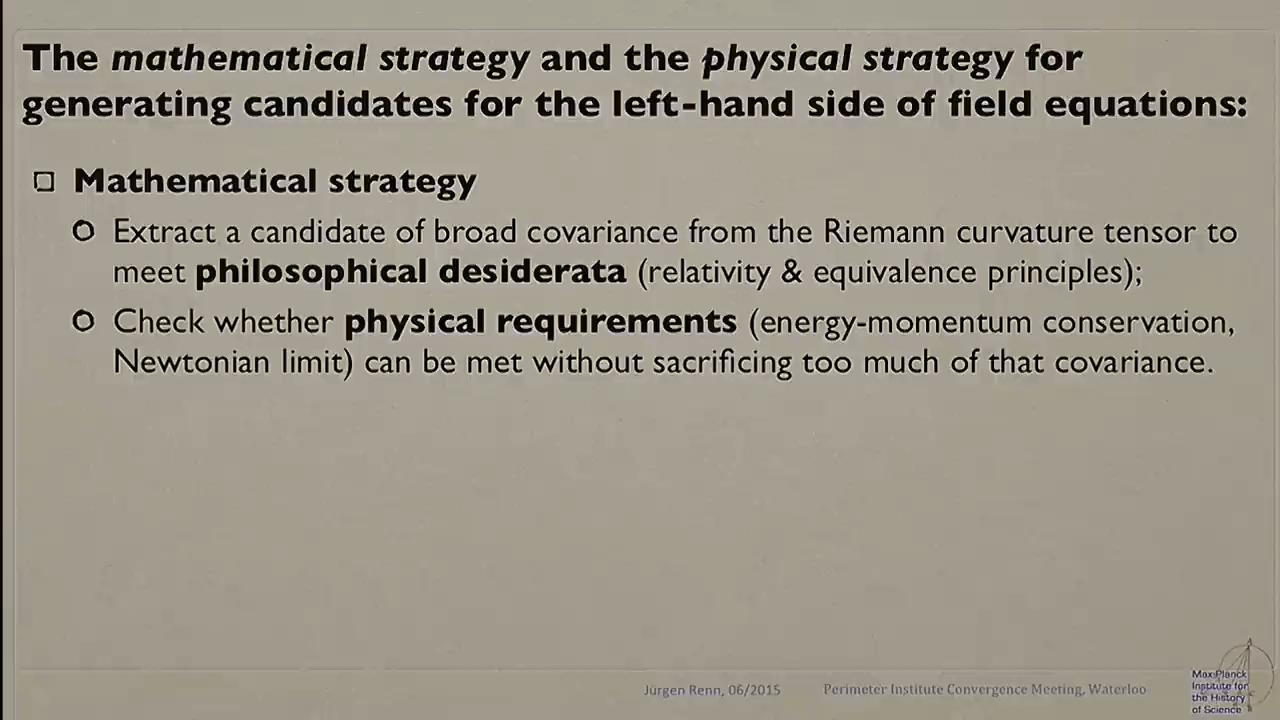 The mathematical strategy and the physical strategy for
generating candidates for the left-hand side of field equations:
Mathematical strategy
Extract a candidate of broad covariance from the Riemann curvature tensor to
meet philosophical desiderata (relativity & equivalence principles);
Check whether physical requirements (energy-momentum conservation,
Newtonian limit) can be met without sacrificing too much of that covariance.
Jürgen Renn, 06/2015
Perimeter Institute Convergence Meeting, Waterloo
Max Planck
Institute for
the History
of Science